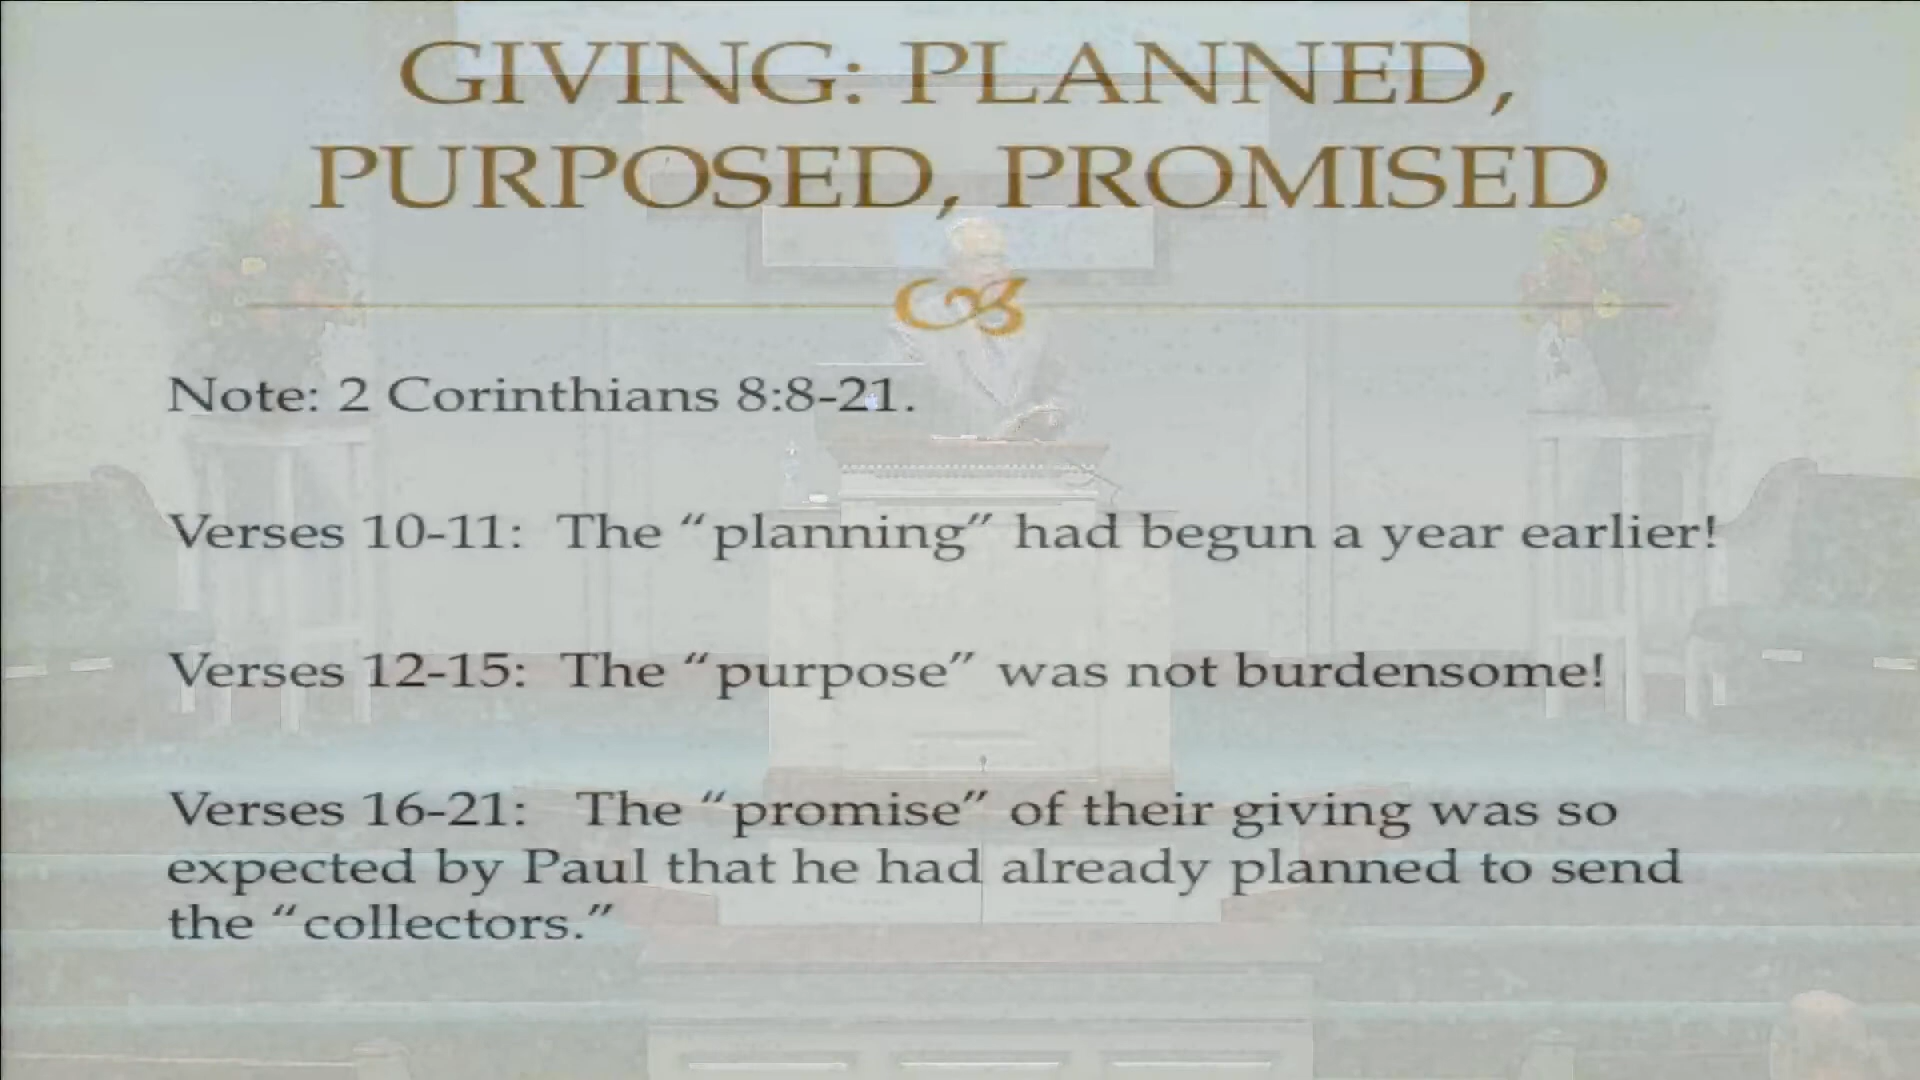 GIVING: PLANNED,
PURPOSED, PROMISED
Note: 2 Corinthians 8:8-21.
Verses 10-11:  The “planning” had begun a year earlier!
Verses 12-15:  The “purpose” was not burdensome!
Verses 16-21:   The “promise” of their giving was so
expected by Paul that he had already planned to send
the “collectors.”